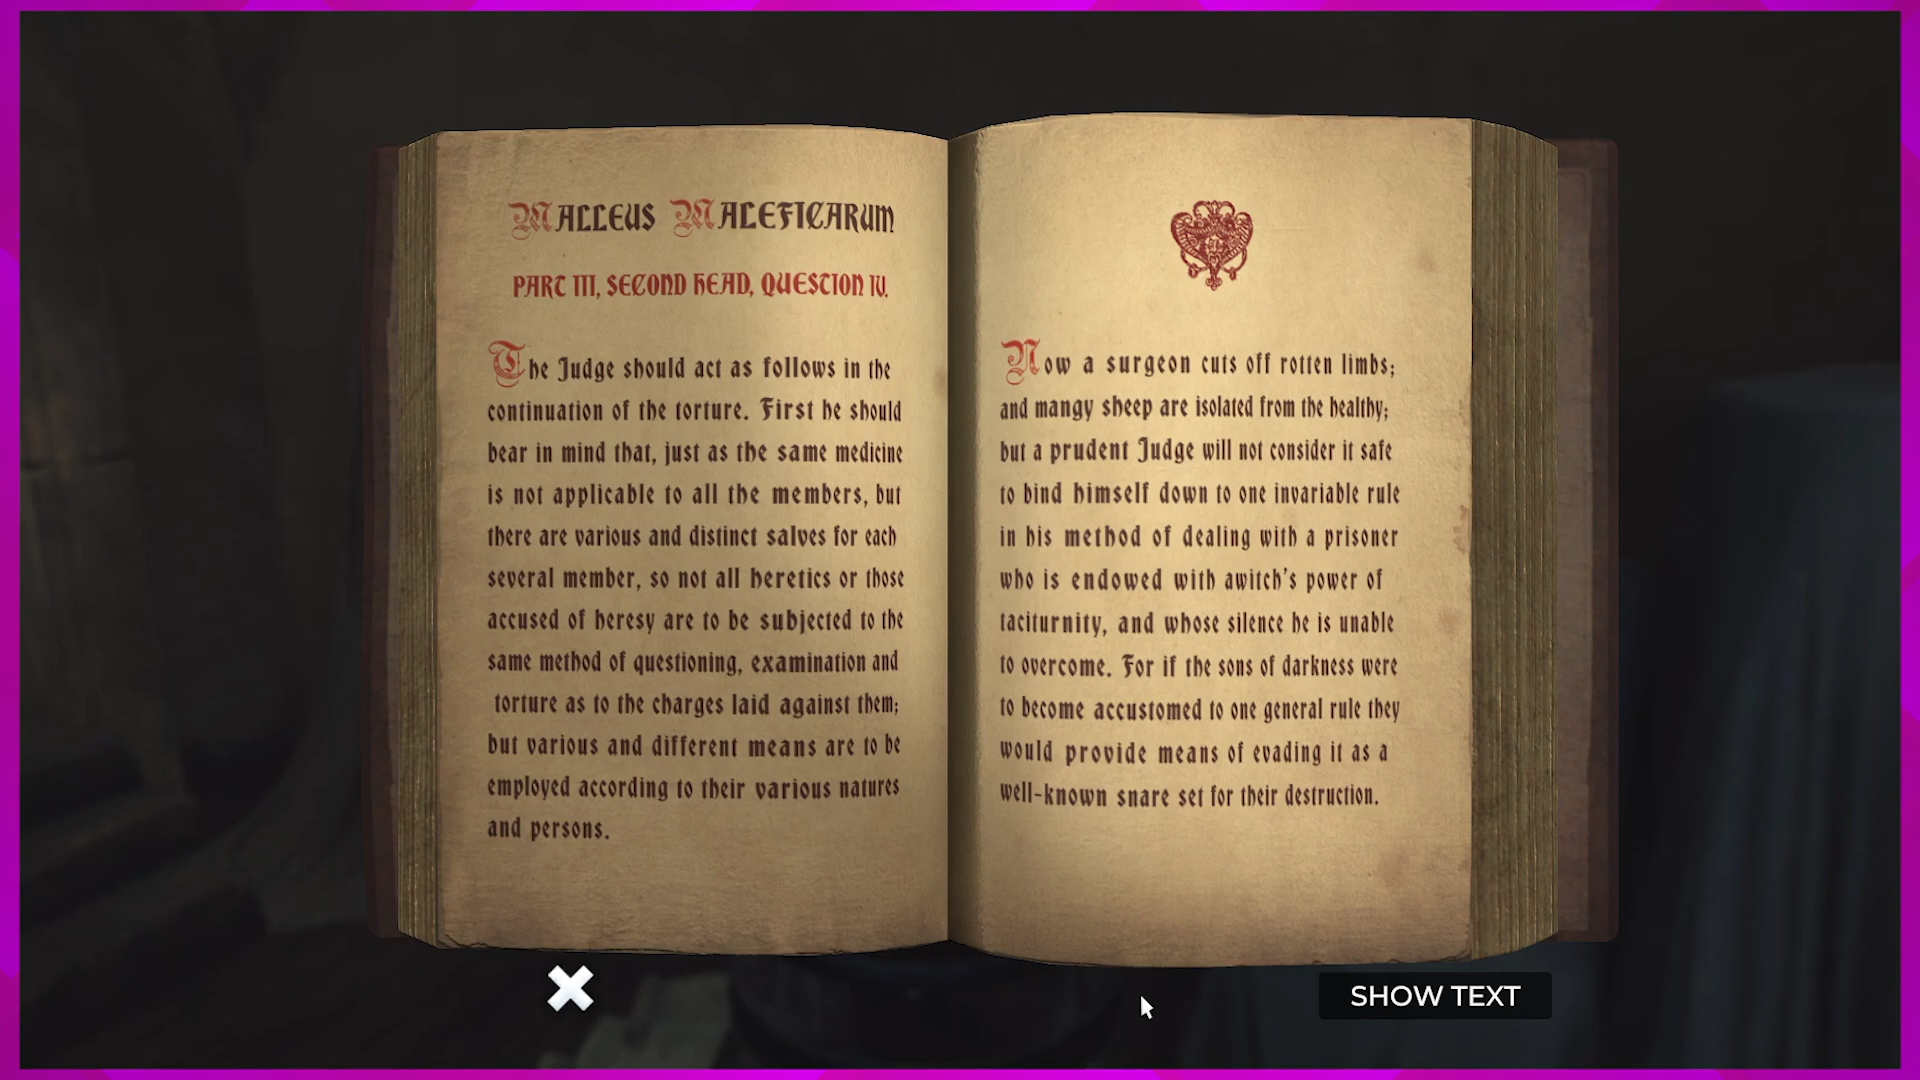 MALLEUS MALEFICARUM
PART III, SECOND HEAD, QUESTION IV.
The Judge should act as follows in the
continuation of the torture. First he should
bear in mind that, just as the same medicine
is not applicable to all the members, but
there are various and distinct salves for each
several member, so not all heretics or those
accused of heresy are to be subjected to the
same method of questioning, examination and
torture as to the charges laid against them;
but various and different means are to be
employed according to their various natures
and persons.
Now a surgeon cuts off rotten limbs;
and mangy sheep are isolated from the healthy;
but a prudent Judge will not consider it safe
to bind himself down to one invariable rule
in his method of dealing with a prisoner
who is endowed with awitch's power of
taciturnity, and whose silence he is unable
to overcome. For if the sons of darkness were
to become accustomed to one general rule they
would provide means of evading it as a
well-known snare set for their destruction.
SHOW TEXT